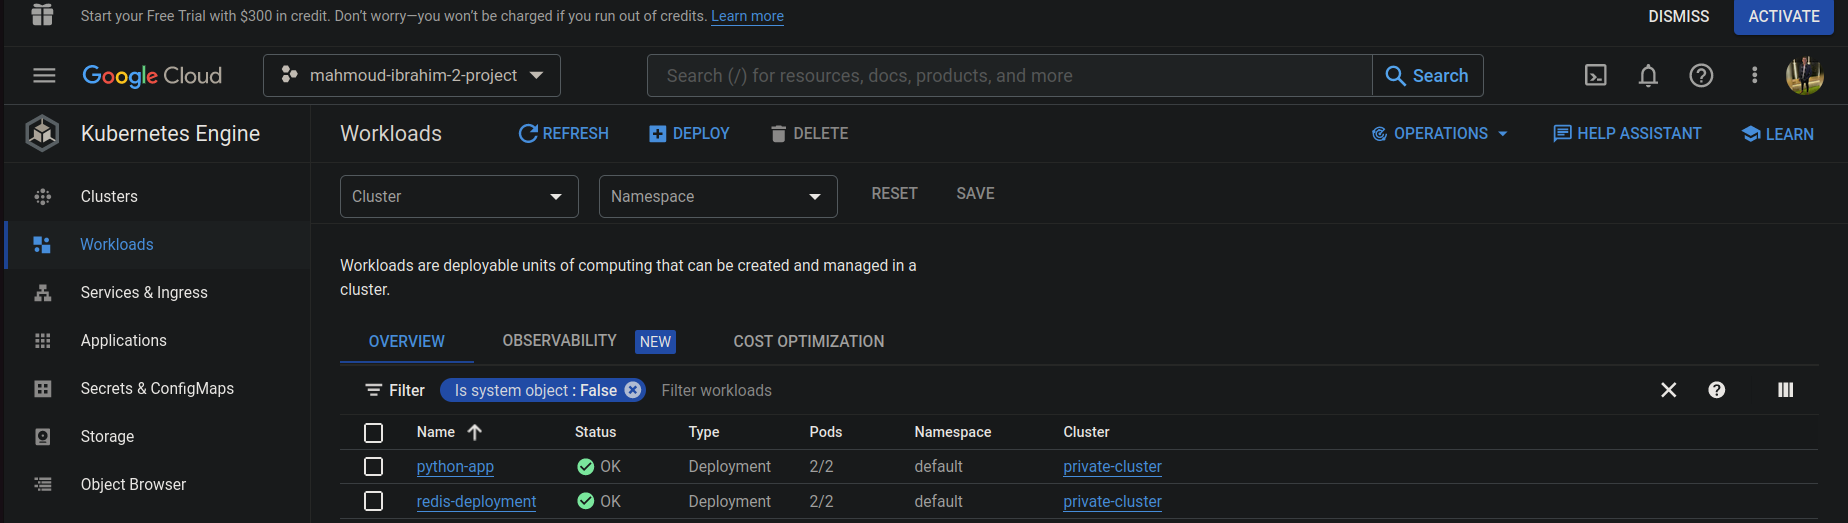 Start your Free Trial with $300 in credit. Don't worry—you won't be charged if you run out of credits. Learn more
DISMISS
ACTIVATE
Google Cloud
mahmoud-ibrahim-2-project
Search (/) for resources, docs, products, and more
Search
Kubernetes Engine
Workloads
REFRESH
DEPLOY
DELETE
OPERATIONS
HELP ASSISTANT
LEARN
Clusters
Workloads
Services & Ingress
Applications
Secrets & ConfigMaps
Storage
Object Browser
Cluster
Namespace
RESET
SAVE
Workloads are deployable units of computing that can be created and managed in a
cluster.
OVERVIEW
OBSERVABILITY
NEW
COST OPTIMIZATION
Filter
Is system object : False
Filter workloads
Name Status Type Pods Namespace Cluster
python-app OK Deployment 2/2 default private-cluster
redis-deployment OK Deployment 2/2 default private-cluster